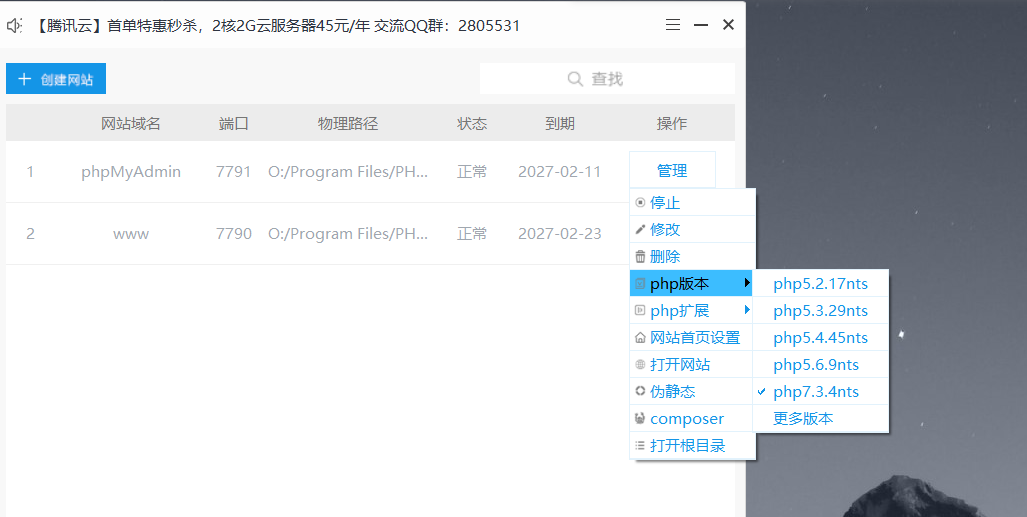 【腾讯云】首单特惠秒杀，2核2G云服务器45元/年 交流QQ群：2805531
创建网站
查找
网站域名 端口 物理路径 状态 到期 操作
1 phpMyAdmin 7791 O:/Program Files/PH... 正常 2027-02-11 管理
2 www 7790 O:/Program Files/PH... 正常 2027-02-23
停止
修改
删除
php版本
php扩展
网站首页设置
打开网站
伪静态
composer
打开根目录
php5.2.17nts
php5.3.29nts
php5.4.45nts
php5.6.9nts
php7.3.4nts
更多版本